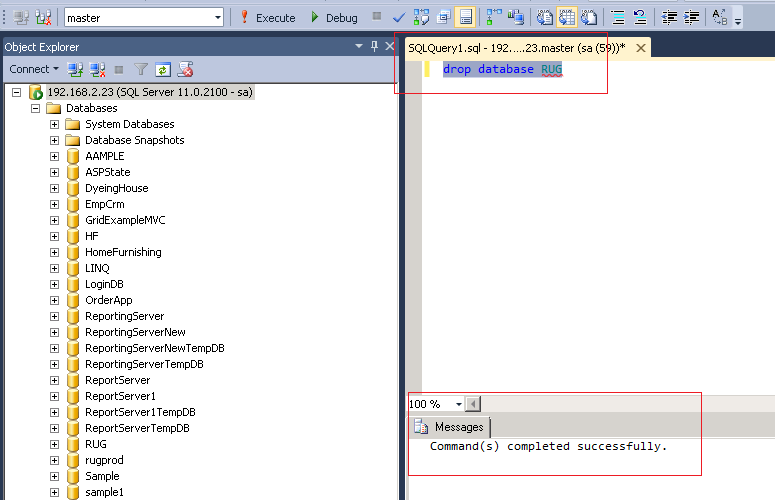 master
Execute
Debug
Object Explorer
Connect
192.168.2.23 (SQL Server 11.0.2100 - sa)
Databases
System Databases
Database Snapshots
AAMPLE
ASPState
DyeingHouse
EmpCrm
GridExampleMVC
HF
HomeFurnishing
LINQ
LoginDB
OrderApp
ReportingServer
ReportingServerNew
ReportingServerNewTempDB
ReportingServerTempDB
ReportServer
ReportServer1
ReportServer1TempDB
ReportServerTempDB
RUG
rugprod
Sample
sample1
SQLQuery1.sql - 192.....23.master (sa (59))*
drop database RUG
100 %
Messages
Command(s) completed successfully.